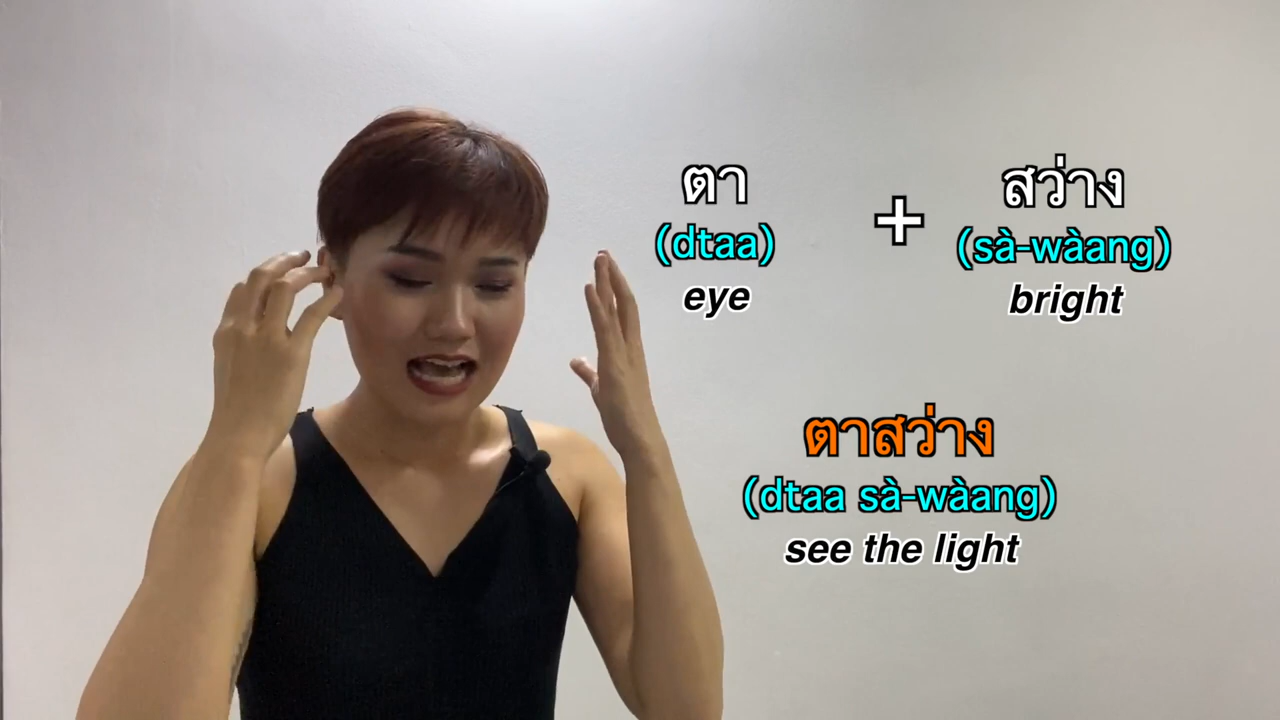 ตา
(dtaa)
eye
+
สว่าง
(sà-wàang)
bright
ตาสว่าง
(dtaa sà-wàang)
see the light